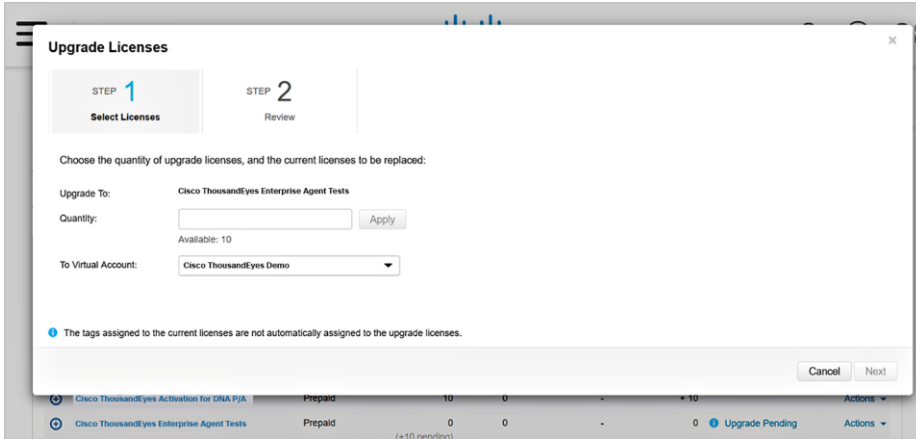 Upgrade Licenses
×
STEP 1
Select Licenses
STEP 2
Review
Choose the quantity of upgrade licenses, and the current licenses to be replaced:
Upgrade To: Cisco ThousandEyes Enterprise Agent Tests
Quantity: Apply
Available: 10
To Virtual Account: Cisco ThousandEyes Demo
The tags assigned to the current licenses are not automatically assigned to the upgrade licenses.
Cancel Next
Cisco ThousandEyes Activation for DNA P/A Prepaid 10 0 - + 10 Actions
Cisco ThousandEyes Enterprise Agent Tests Prepaid 0 0 - 0 Upgrade Pending Actions
(+10 pending)